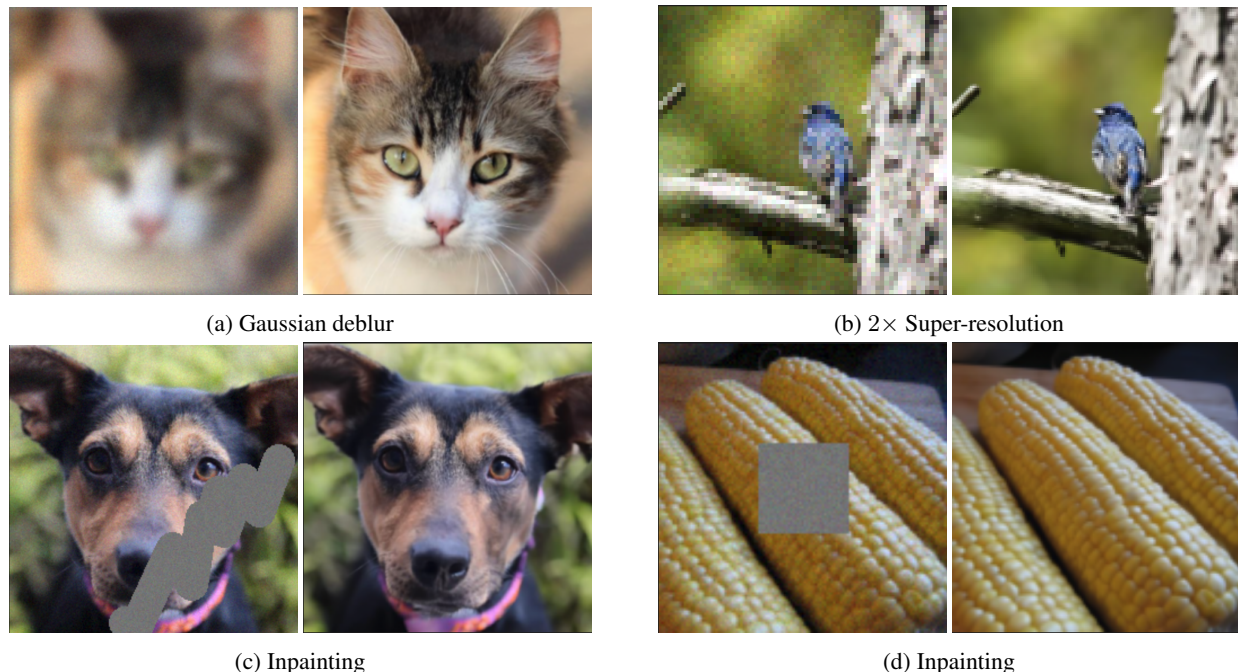 (a) Gaussian deblur
(b) 2× Super-resolution
(c) Inpainting
(d) Inpainting